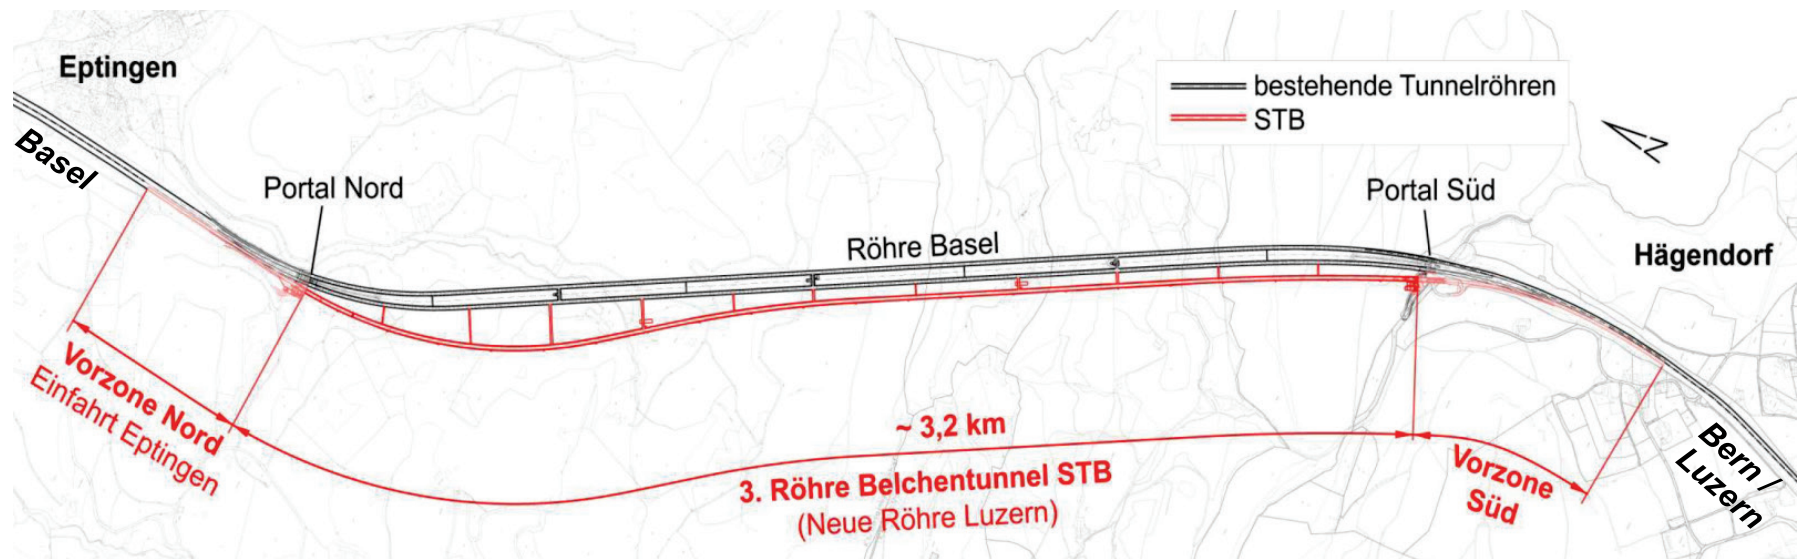 Eptingen
bestehende Tunnelröhren
STB
Basel
N
Portal Nord
Portal Süd
Röhre Basel
Hägendorf
Vorzone Nord
Einfahrt Eptingen
~ 3,2 km
3. Röhre Belchentunnel STB
(Neue Röhre Luzern)
Vorzone
Süd
Bern /
Luzern